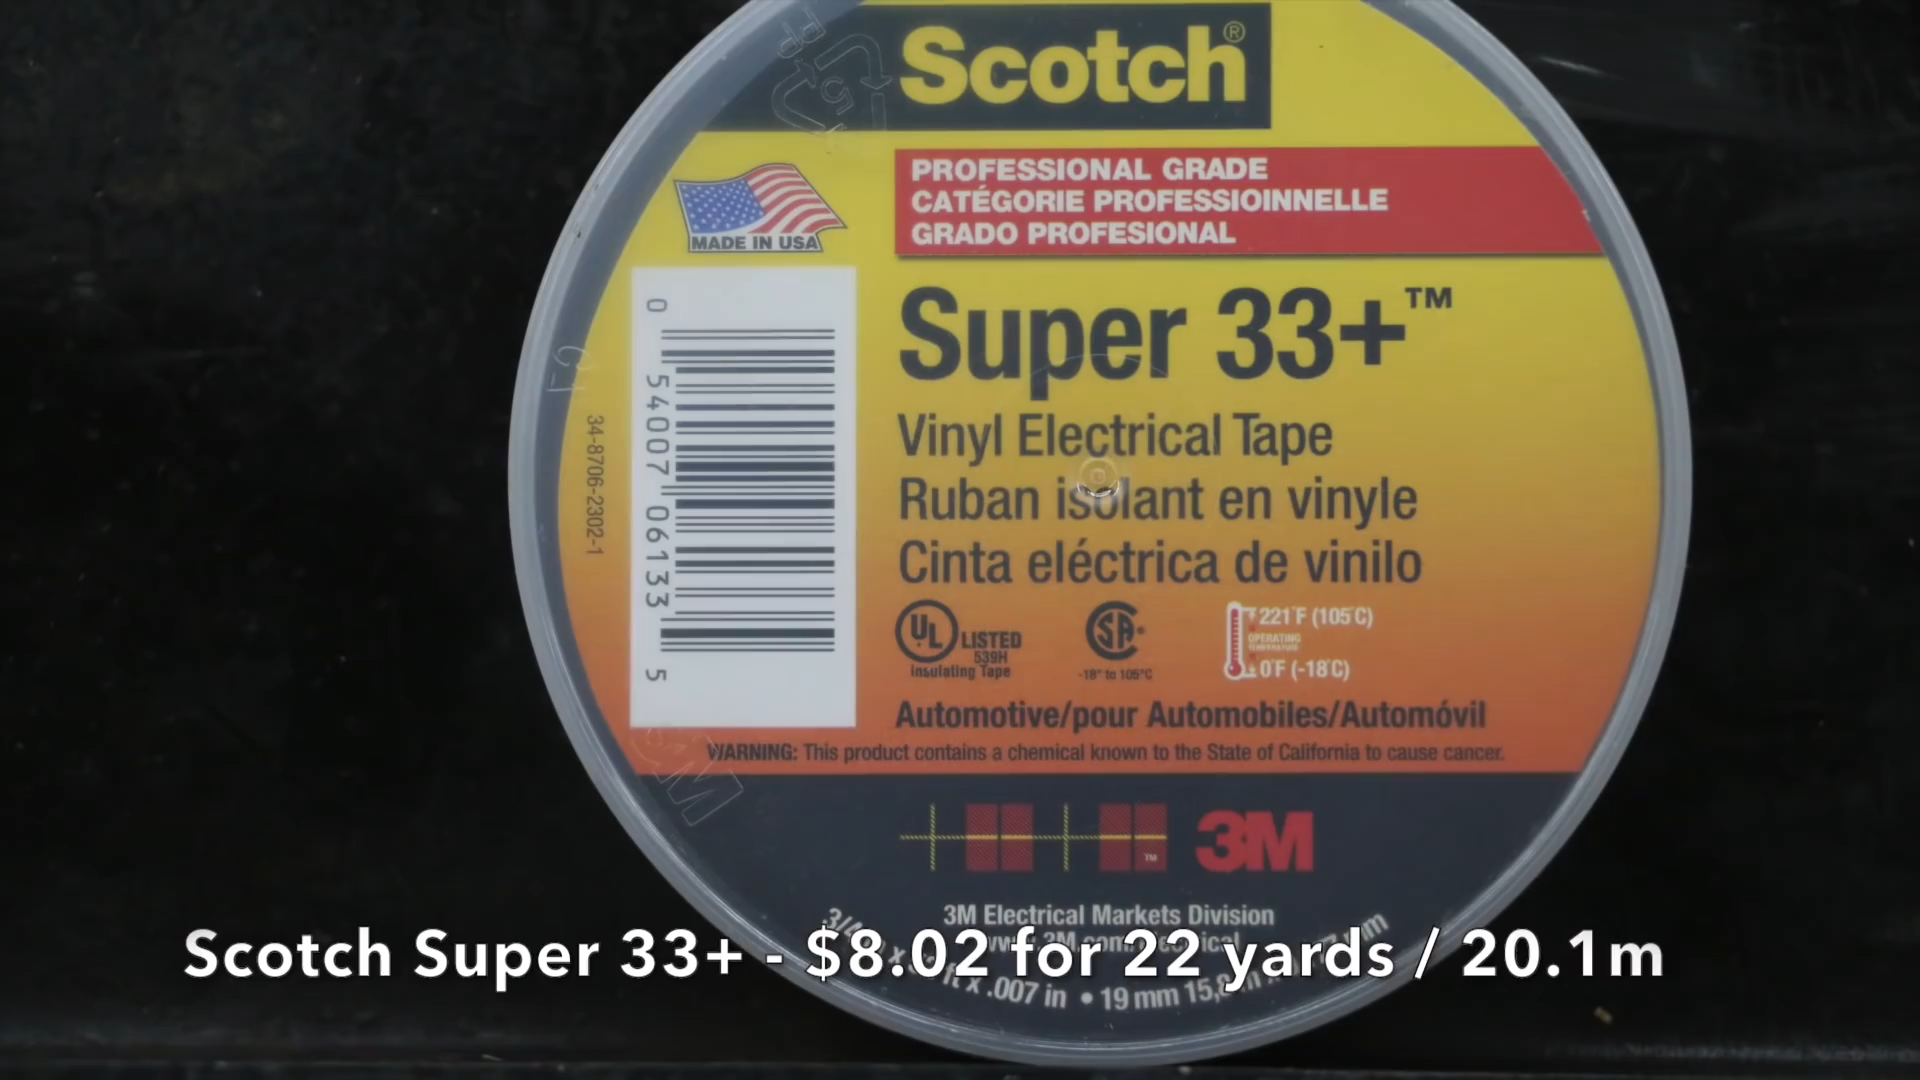 Scotch®
PROFESSIONAL GRADE
CATÉGORIE PROFESSIOINNELLE
GRADO PROFESIONAL
MADE IN USA
Super 33+™
Vinyl Electrical Tape
Ruban isolant en vinyle
Cinta eléctrica de vinilo
0 54007 06133 5
34-8706-2302-1
UL LISTED
539H
Insulating Tape
-18° to 105°C
221°F (105°C)
OPERATING
TEMPERATURE
0°F (-18°C)
Automotive/pour Automobiles/Automóvil
WARNING: This product contains a chemical known to the State of California to cause cancer.
3M
3M Electrical Markets Division
ft x .007 in • 19 mm
Scotch Super 33+ - $8.02 for 22 yards / 20.1m